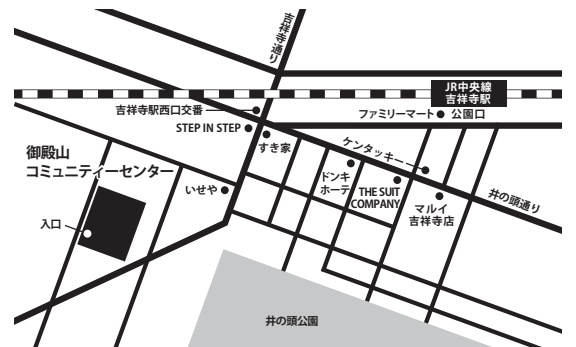 吉祥寺通り
JR中央線
吉祥寺駅
吉祥寺駅西口交番
ファミリーマート
公園口
STEP IN STEP
すき家
ケンタッキー
御殿山
コミュニティーセンター
ドンキ
ホーテ
THE SUIT
COMPANY
いせや
マルイ
吉祥寺店
井の頭通り
入口
井の頭公園